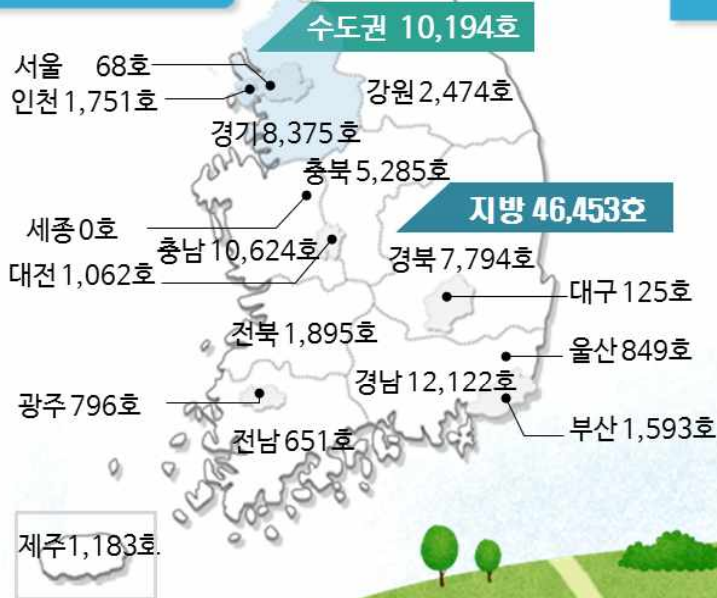 수도권 10,194호
서울 68호
인천 1,751호
강원 2,474호
경기 8,375호
충북 5,285호
지방 46,453호
세종 0호
충남 10,624호
경북 7,794호
대전 1,062호
대구 125호
전북 1,895호
울산 849호
경남 12,122호
광주 796호
부산 1,593호
전남 651호
제주 1,183호